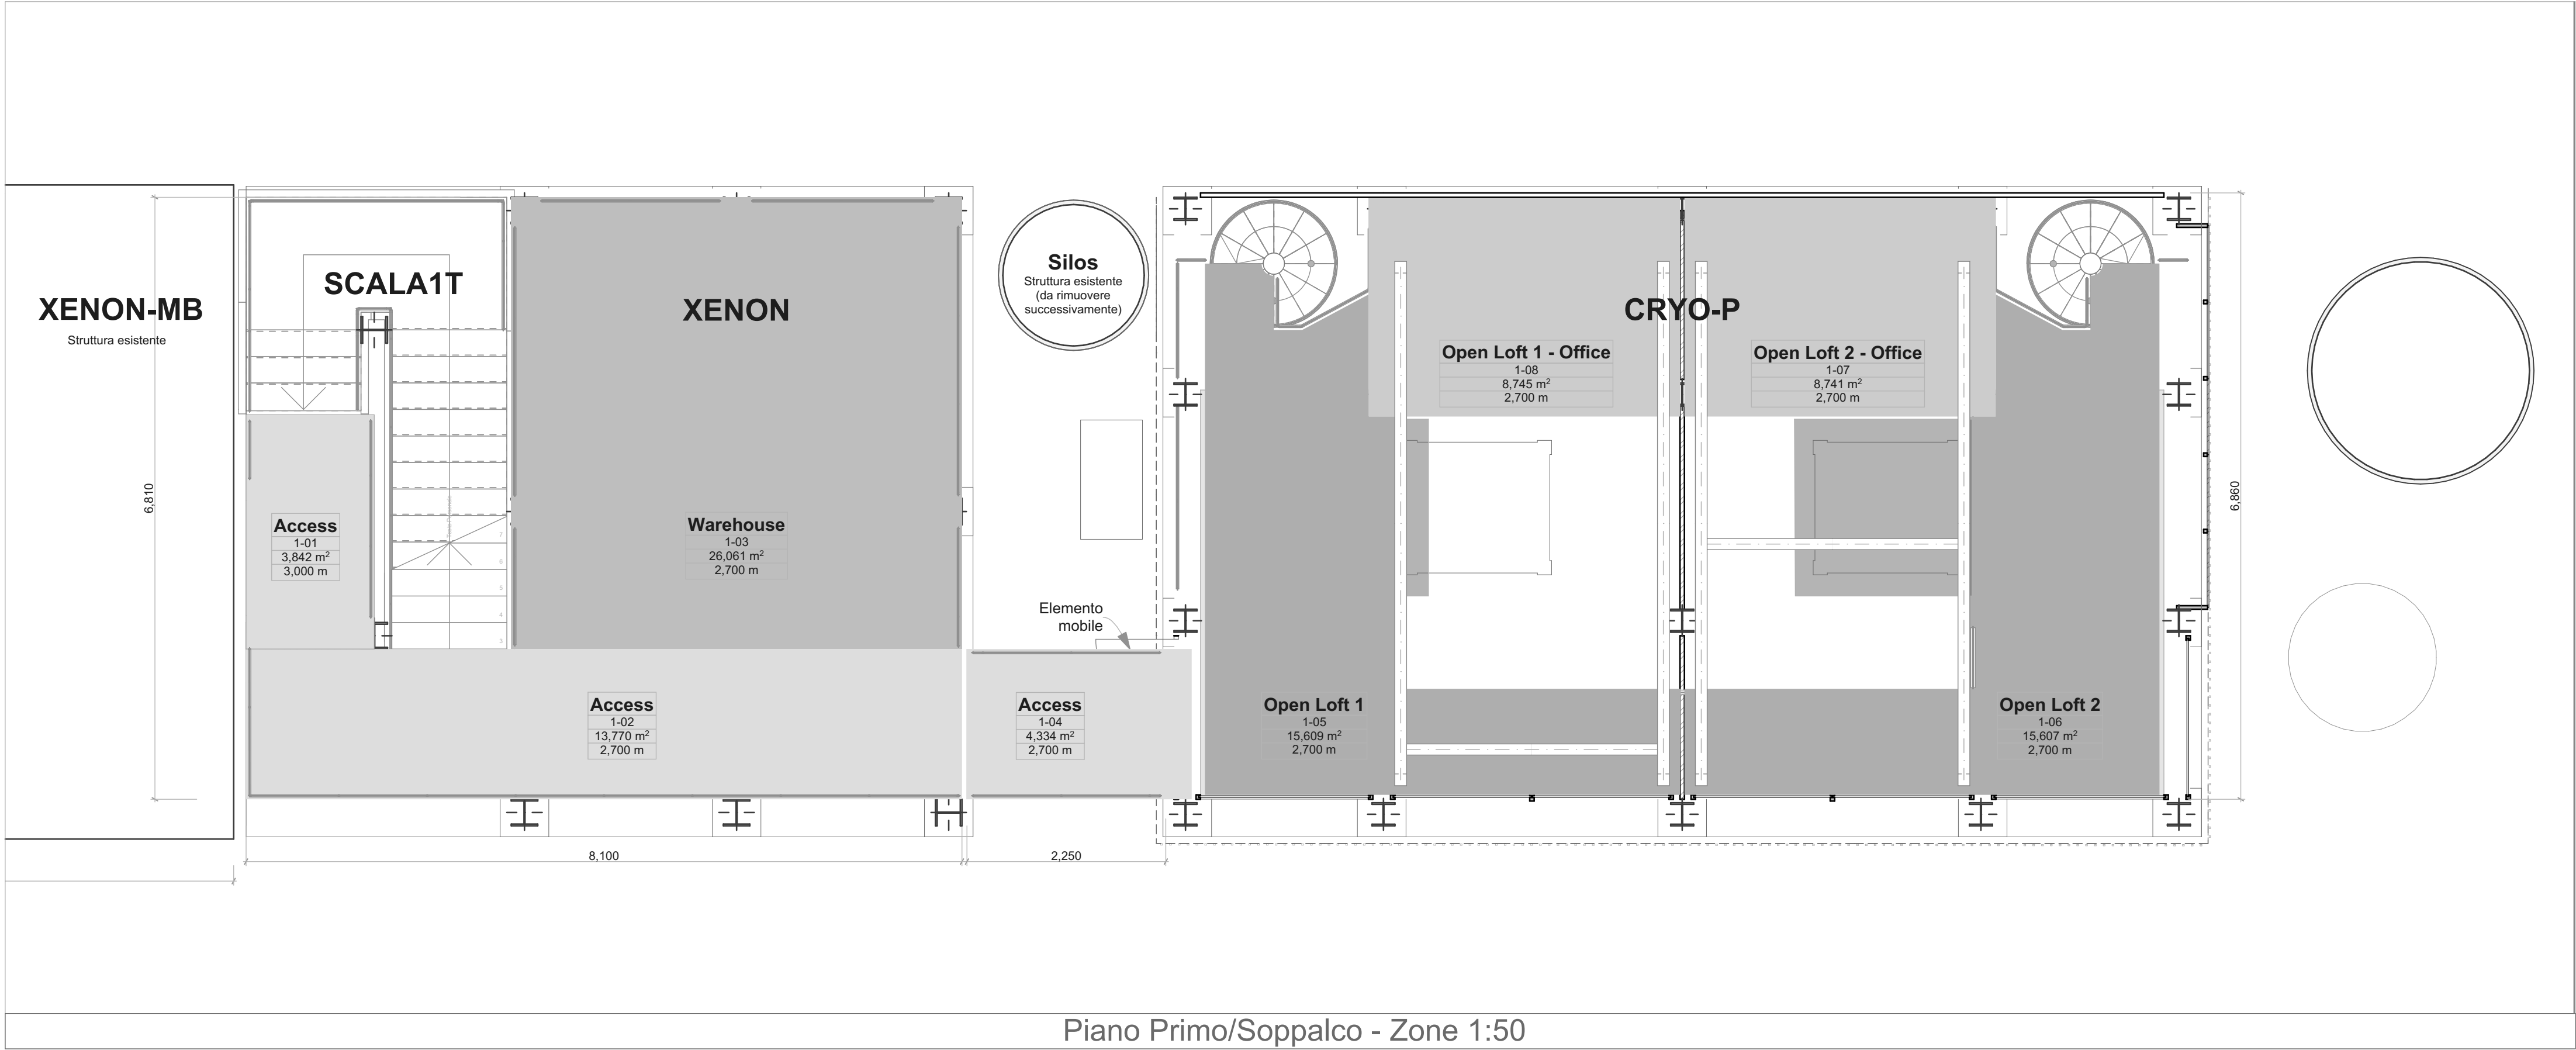 XENON-MB
Struttura esistente
SCALA1T
XENON
Silos
Struttura esistente
(da rimuovere
successivamente)
CRYO-P
Open Loft 1 - Office
1-08
8,745 m²
2,700 m
Open Loft 2 - Office
1-07
8,741 m²
2,700 m
6,810
Access
1-01
3,842 m²
3,000 m
7
6
5
4
3
Warehouse
1-03
26,061 m²
2,700 m
6,860
Elemento
mobile
Access
1-02
13,770 m²
2,700 m
Access
1-04
4,334 m²
2,700 m
Open Loft 1
1-05
15,609 m²
2,700 m
Open Loft 2
1-06
15,607 m²
2,700 m
8,100
2,250
Piano Primo/Soppalco - Zone 1:50